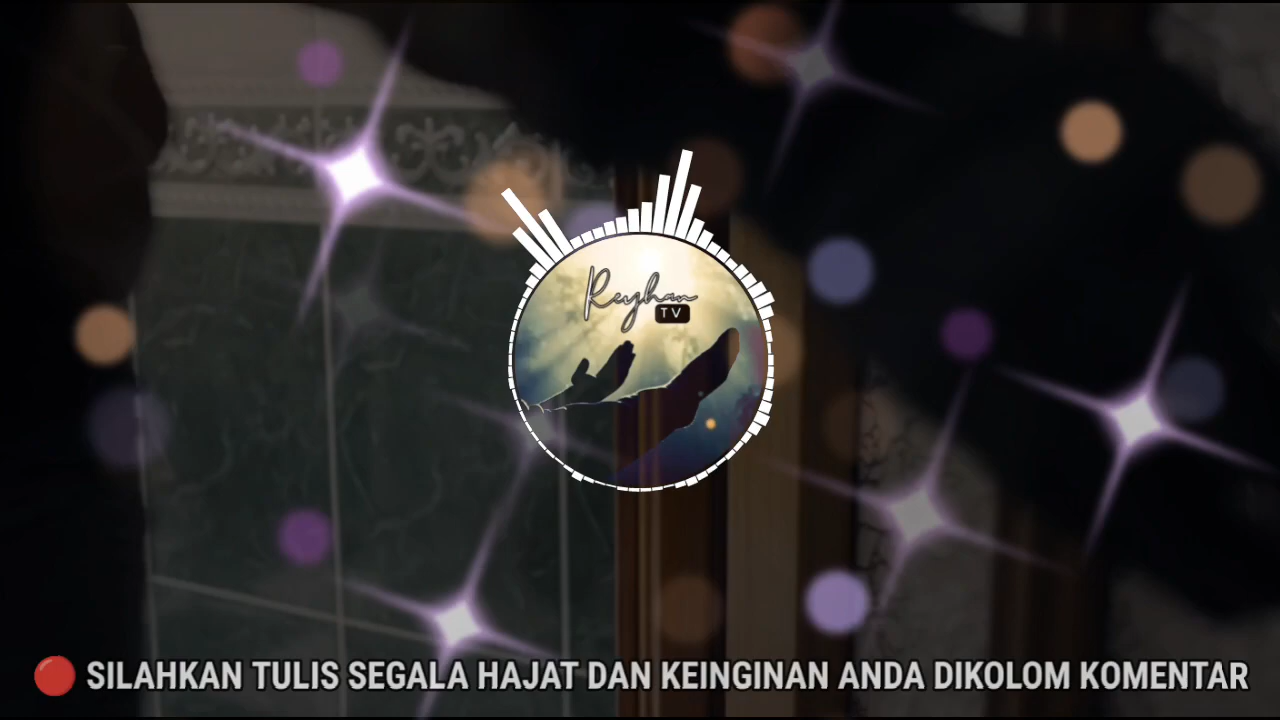 Reyhan
TV
SILAHKAN TULIS SEGALA HAJAT DAN KEINGINAN ANDA DIKOLOM KOMENTAR